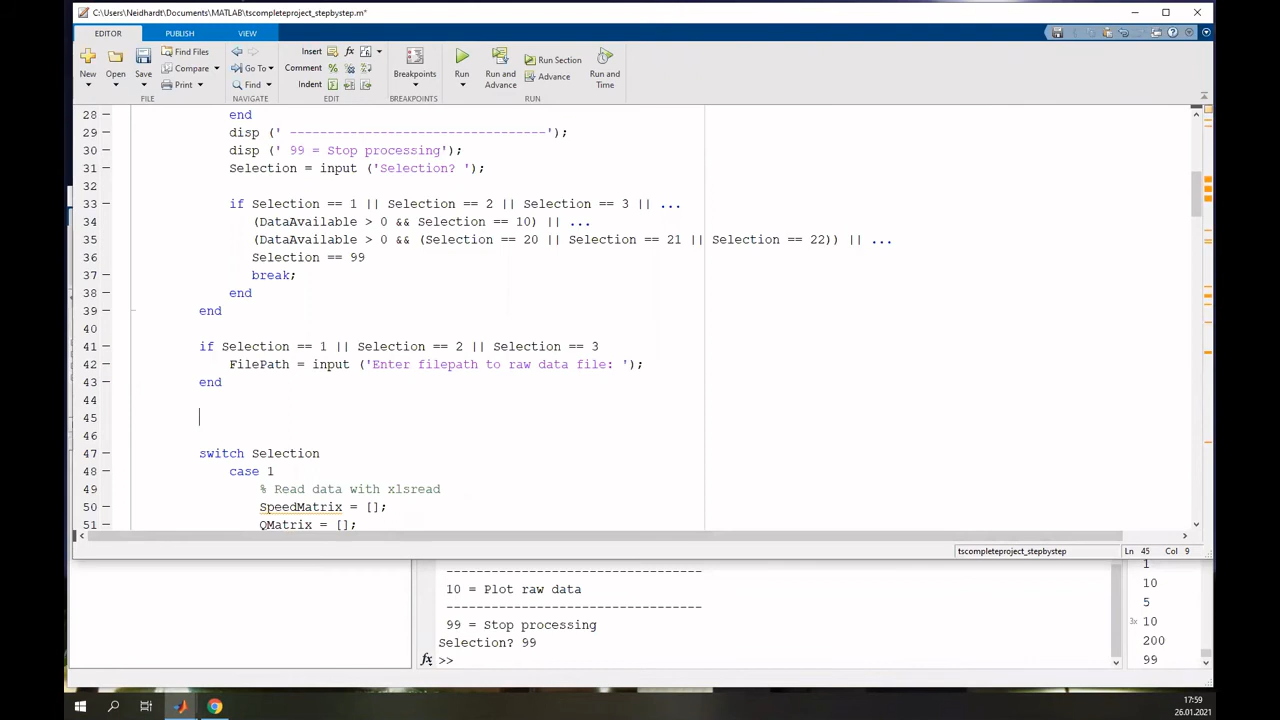 C:\Users\Neidhardt\Documents\MATLAB\tscompleteproject_stepbystep.m*
EDITOR PUBLISH VIEW
New Open Save Find Files Compare Print
FILE
Go To Find
NAVIGATE
Insert fx
Comment %
Indent
EDIT
Breakpoints
BREAKPOINTS
Run Run and Advance Run Section Advance Run and Time
RUN
28 end
29 disp (' ----------------------------------');
30 disp (' 99 = Stop processing');
31 Selection = input ('Selection? ');
32
33 if Selection == 1 || Selection == 2 || Selection == 3 || ...
34 (DataAvailable > 0 && Selection == 10) || ...
35 (DataAvailable > 0 && (Selection == 20 || Selection == 21 || Selection == 22)) || ...
36 Selection == 99
37 break;
38 end
39 end
40
41 if Selection == 1 || Selection == 2 || Selection == 3
42 FilePath = input ('Enter filepath to raw data file: ');
43 end
44
45
46
47 switch Selection
48 case 1
49 % Read data with xlsread
50 SpeedMatrix = [];
51 QMatrix = [];
tscompleteproject_stepbystep Ln 45 Col 9
----------------------------------
10 = Plot raw data
----------------------------------
99 = Stop processing
Selection? 99
fx >>
1
10
5
3x 10
200
99
17:59
26.01.2021